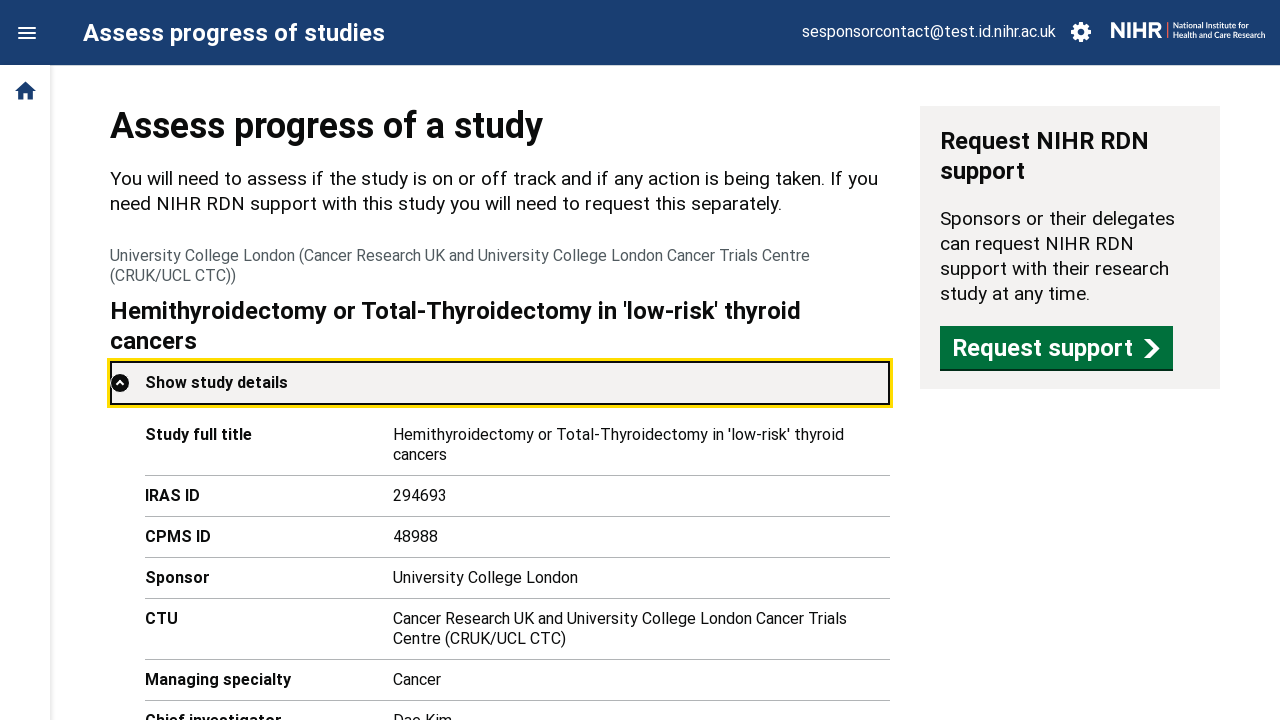 Assess progress of studies
sesponsorcontact@test.id.nihr.ac.uk
NIHR | National Institute for
Health and Care Research
Assess progress of a study
You will need to assess if the study is on or off track and if any action is being taken. If you
need NIHR RDN support with this study you will need to request this separately.
University College London (Cancer Research UK and University College London Cancer Trials Centre
(CRUK/UCL CTC))
Hemithyroidectomy or Total-Thyroidectomy in 'low-risk' thyroid
cancers
Show study details
Study full title
Hemithyroidectomy or Total-Thyroidectomy in 'low-risk' thyroid
cancers
IRAS ID
294693
CPMS ID
48988
Sponsor
University College London
CTU
Cancer Research UK and University College London Cancer Trials
Centre (CRUK/UCL CTC)
Managing specialty
Cancer
Chief investigator
Dae Kim
Request NIHR RDN
support
Sponsors or their delegates
can request NIHR RDN
support with their research
study at any time.
Request support